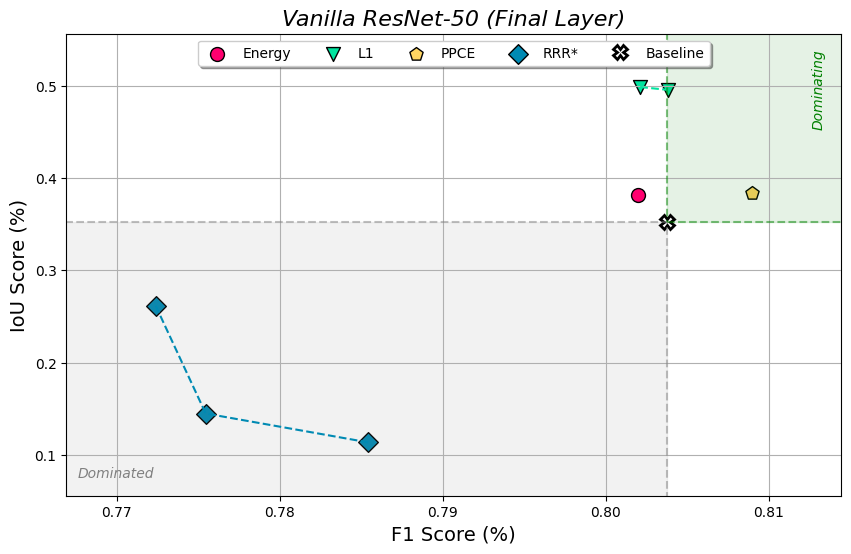 Vanilla ResNet-50 (Final Layer)
Energy L1 PPCE RRR* Baseline
Dominating
0.5
0.4
0.3
0.2
0.1
IoU Score (%)
Dominated
0.77 0.78 0.79 0.80 0.81
F1 Score (%)